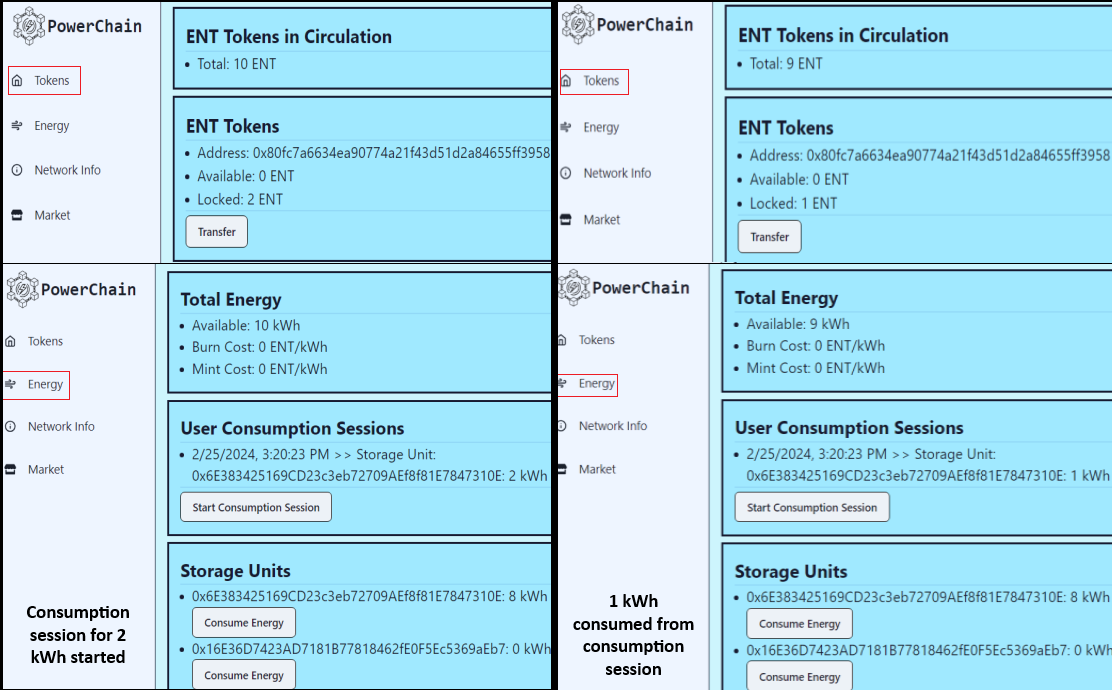 PowerChain
Tokens
Energy
Network Info
Market
ENT Tokens in Circulation
Total: 10 ENT
ENT Tokens
Address: 0x80fc7a6634ea90774a21f43d51d2a84655ff3958
Available: 0 ENT
Locked: 2 ENT
Transfer
PowerChain
Tokens
Energy
Network Info
Market
ENT Tokens in Circulation
Total: 9 ENT
ENT Tokens
Address: 0x80fc7a6634ea90774a21f43d51d2a84655ff3958
Available: 0 ENT
Locked: 1 ENT
Transfer
PowerChain
Tokens
Energy
Network Info
Market
Consumption
session for 2
kWh started
Total Energy
Available: 10 kWh
Burn Cost: 0 ENT/kWh
Mint Cost: 0 ENT/kWh
User Consumption Sessions
2/25/2024, 3:20:23 PM >> Storage Unit:
0x6E383425169CD23c3eb72709AEf8f81E7847310E: 2 kWh
Start Consumption Session
Storage Units
0x6E383425169CD23c3eb72709AEf8f81E7847310E: 8 kWh
Consume Energy
0x16E36D7423AD7181B77818462fE0F5Ec5369aEb7: 0 kWh
Consume Energy
PowerChain
Tokens
Energy
Network Info
Market
1 kWh
consumed from
consumption
session
Total Energy
Available: 9 kWh
Burn Cost: 0 ENT/kWh
Mint Cost: 0 ENT/kWh
User Consumption Sessions
2/25/2024, 3:20:23 PM >> Storage Unit:
0x6E383425169CD23c3eb72709AEf8f81E7847310E: 1 kWh
Start Consumption Session
Storage Units
0x6E383425169CD23c3eb72709AEf8f81E7847310E: 8 kWh
Consume Energy
0x16E36D7423AD7181B77818462fE0F5Ec5369aEb7: 0 kWh
Consume Energy